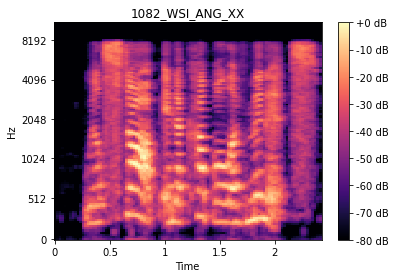 1082_WSI_ANG_XX
Hz
8192
4096
2048
1024
512
0
0
0.5
1
1.5
2
Time
+0 dB
-10 dB
-20 dB
-30 dB
-40 dB
-50 dB
-60 dB
-70 dB
-80 dB